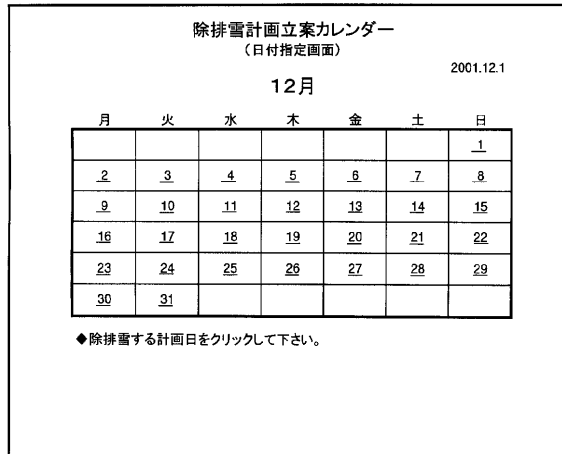 除排雪計画立案カレンダー
（日付指定画面）
2001.12.1
12月
月 火 水 木 金 土 日
1
2 3 4 5 6 7 8
9 10 11 12 13 14 15
16 17 18 19 20 21 22
23 24 25 26 27 28 29
30 31
◆除排雪する計画日をクリックして下さい。